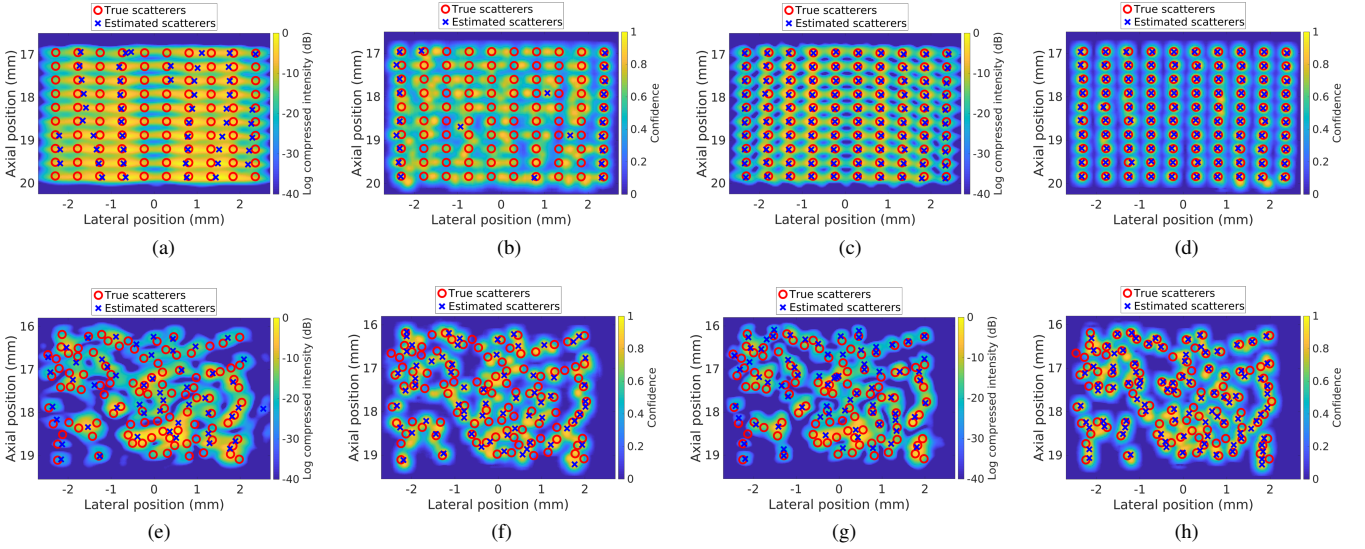 True scatterers
Estimated scatterers
17
18
19
20
-2
-1
0
1
2
Axial position (mm)
Lateral position (mm)
0
-10
-20
-30
-40
Log compressed intensity (dB)
(a)
True scatterers
Estimated scatterers
17
18
19
20
-2
-1
0
1
2
Axial position (mm)
Lateral position (mm)
1
0.8
0.6
0.4
0.2
0
Confidence
(b)
True scatterers
Estimated scatterers
17
18
19
20
-2
-1
0
1
2
Axial position (mm)
Lateral position (mm)
0
-10
-20
-30
-40
Log compressed intensity (dB)
(c)
True scatterers
Estimated scatterers
17
18
19
20
-2
-1
0
1
2
Axial position (mm)
Lateral position (mm)
1
0.8
0.6
0.4
0.2
0
Confidence
(d)
True scatterers
Estimated scatterers
16
17
18
19
-2
-1
0
1
2
Axial position (mm)
Lateral position (mm)
0
-10
-20
-30
-40
Log compressed intensity (dB)
(e)
True scatterers
Estimated scatterers
16
17
18
19
-2
-1
0
1
2
Axial position (mm)
Lateral position (mm)
1
0.8
0.6
0.4
0.2
0
Confidence
(f)
True scatterers
Estimated scatterers
16
17
18
19
-2
-1
0
1
2
Axial position (mm)
Lateral position (mm)
0
-10
-20
-30
-40
Log compressed intensity (dB)
(g)
True scatterers
Estimated scatterers
16
17
18
19
-2
-1
0
1
2
Axial position (mm)
Lateral position (mm)
1
0.8
0.6
0.4
0.2
0
Confidence
(h)